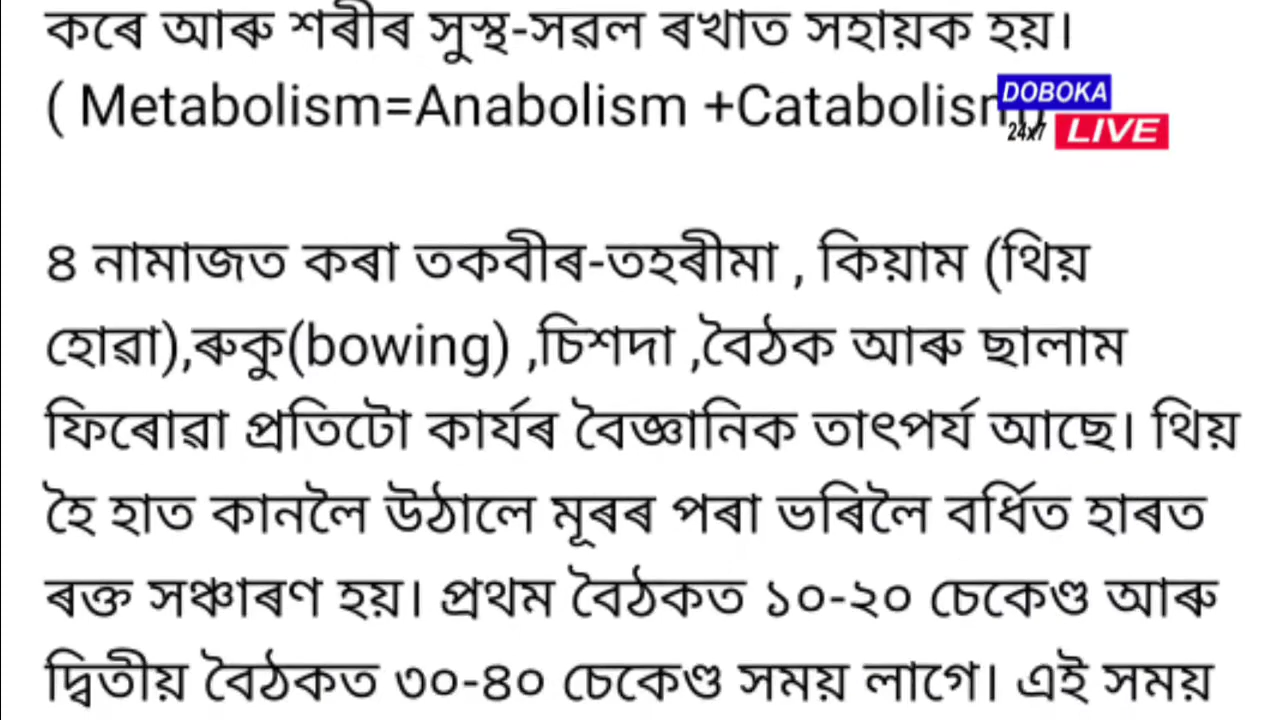 কৰে আৰু শৰীৰ সুস্থ-সৱল ৰখাত সহায়ক হয়।
( Metabolism=Anabolism +Catabolism)
DOBOKA
24x7 LIVE
৪ নামাজত কৰা তকবীৰ-তহৰীমা , কিয়াম (থিয়
হোৱা),ৰুকু(bowing) ,চিশদা ,বৈঠক আৰু ছালাম
ফিৰোৱা প্ৰতিটো কাৰ্যৰ বৈজ্ঞানিক তাৎপৰ্য আছে। থিয়
হৈ হাত কানলৈ উঠালে মূৰৰ পৰা ভৰিলৈ বৰ্ধিত হাৰত
ৰক্ত সঞ্চাৰণ হয়। প্ৰথম বৈঠকত ১০-২০ চেকেণ্ড আৰু
দ্বিতীয় বৈঠকত ৩০-৪০ চেকেণ্ড সময় লাগে। এই সময়